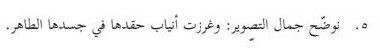 ٥. نوضّح جمال التصوير: وغرزت أنياب حقدها في جسدها الطاهر.